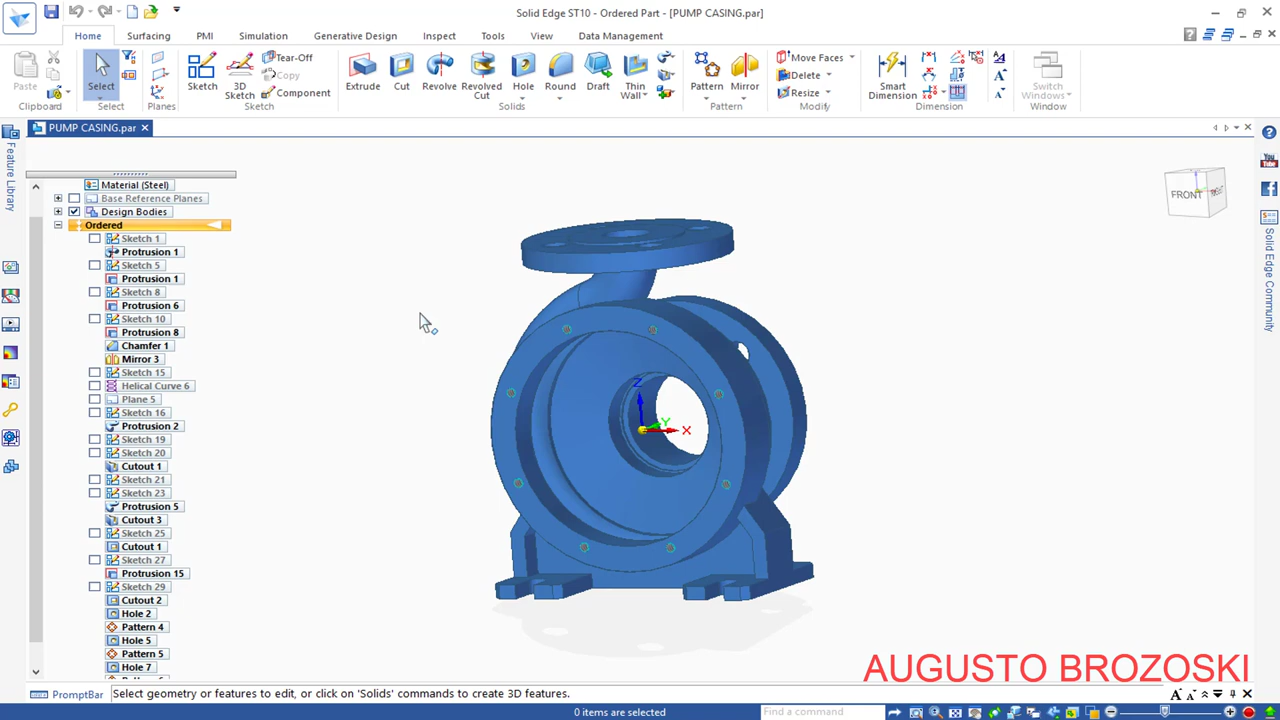 Solid Edge ST10 - Ordered Part - [PUMP CASING.par]
Home Surfacing PMI Simulation Generative Design Inspect Tools View Data Management
Paste
Clipboard
Select
Select
Planes
Sketch
3D Sketch
Tear-Off
Copy
Component
Sketch
Extrude
Cut
Revolve
Revolved Cut
Hole
Round
Draft
Thin Wall
Solids
Pattern
Mirror
Pattern
Move Faces
Delete
Resize
Modify
Smart Dimension
Dimension
Switch Windows
Window
PUMP CASING.par
Feature Library
Material (Steel)
Base Reference Planes
Design Bodies
Ordered
Sketch 1
Protrusion 1
Sketch 5
Protrusion 1
Sketch 8
Protrusion 6
Sketch 10
Protrusion 8
Chamfer 1
Mirror 3
Sketch 15
Helical Curve 6
Plane 5
Sketch 16
Protrusion 2
Sketch 19
Sketch 20
Cutout 1
Sketch 21
Sketch 23
Protrusion 5
Cutout 3
Sketch 25
Cutout 1
Sketch 27
Protrusion 15
Sketch 29
Cutout 2
Hole 2
Pattern 4
Hole 5
Pattern 5
Hole 7
Z
Y
X
FRONT
RIGHT
You Tube
Solid Edge Community
AUGUSTO BROZOSKI
PromptBar
Select geometry or features to edit, or click on 'Solids' commands to create 3D features.
0 items are selected
Find a command